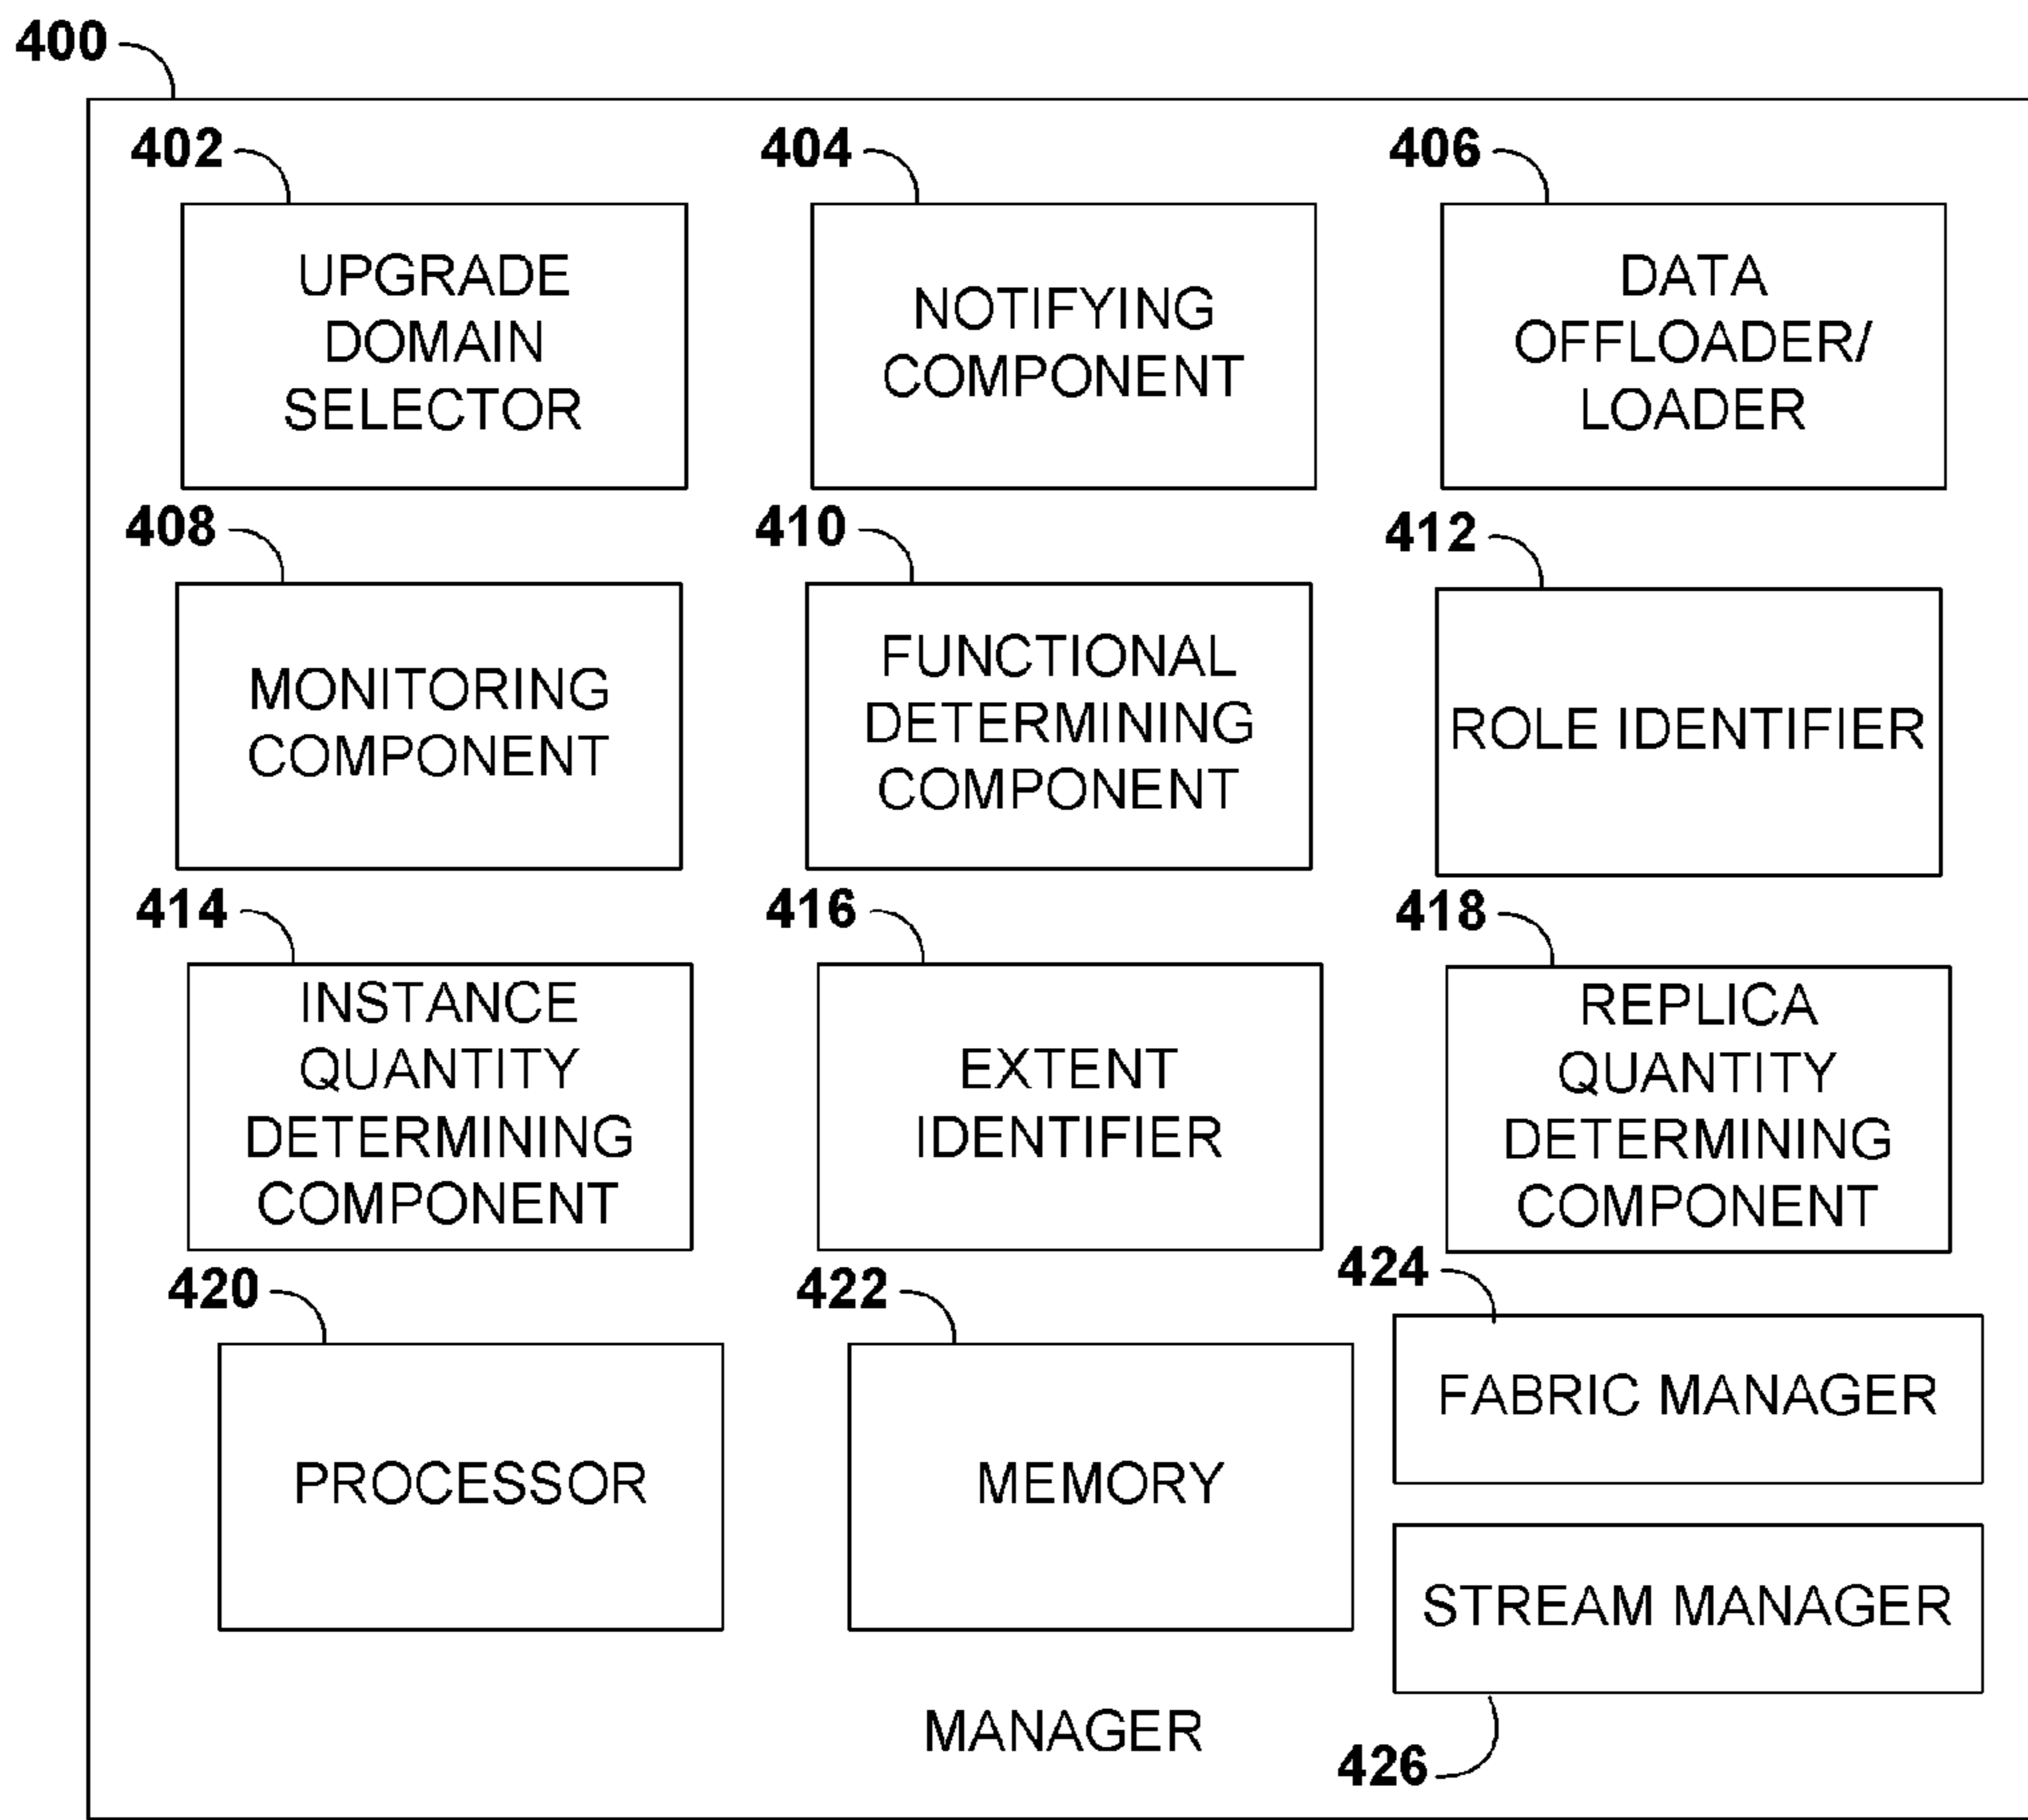 400
402
UPGRADE
DOMAIN
SELECTOR
404
NOTIFYING
COMPONENT
406
DATA
OFFLOADER/
LOADER
408
MONITORING
COMPONENT
410
FUNCTIONAL
DETERMINING
COMPONENT
412
ROLE IDENTIFIER
414
INSTANCE
QUANTITY
DETERMINING
COMPONENT
416
EXTENT
IDENTIFIER
418
REPLICA
QUANTITY
DETERMINING
COMPONENT
420
PROCESSOR
422
MEMORY
424
FABRIC MANAGER
STREAM MANAGER
426
MANAGER